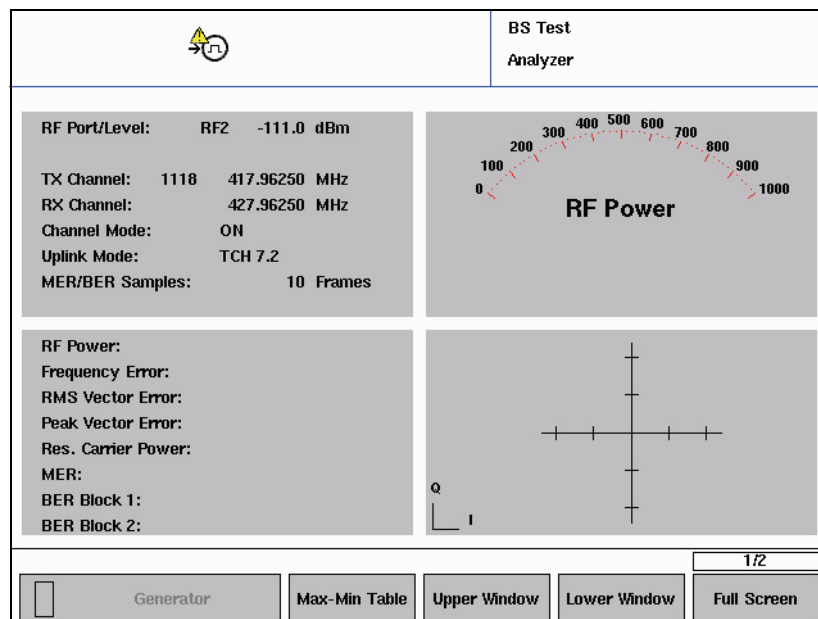 BS Test
Analyzer
RF Port/Level: RF2 -111.0 dBm
TX Channel: 1118 417.96250 MHz
RX Channel: 427.96250 MHz
Channel Mode: ON
Uplink Mode: TCH 7.2
MER/BER Samples: 10 Frames
0 100 200 300 400 500 600 700 800 900 1000
RF Power
RF Power:
Frequency Error:
RMS Vector Error:
Peak Vector Error:
Res. Carrier Power:
MER:
BER Block 1:
BER Block 2:
Q
I
1/2
Generator
Max-Min Table
Upper Window
Lower Window
Full Screen